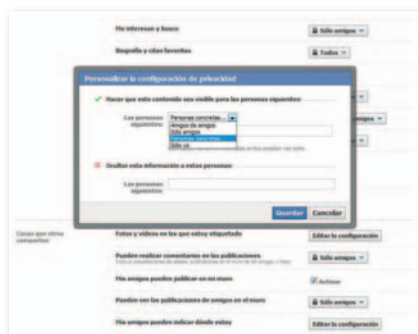 Me interesan y busco
Sólo amigos
Biografía y citas favoritas
Todos
Personalizar la configuración de privacidad
Hacer que este contenido sea visible para las personas siguientes:
Las personas siguientes:
Personas concretas...
Amigos de amigos
Sólo amigos
Personas concretas...
Sólo yo
amigos
Ocultar esta información a estas personas:
Las personas siguientes:
Guardar
Cancelar
Cosas que otros comparten
Fotos y vídeos en los que estoy etiquetado
Editar la configuración
Pueden realizar comentarios en las publicaciones
Sólo amigos
Mis amigos pueden publicar en mi muro
Activar
Pueden ver las publicaciones de amigos en el muro
Sólo amigos
Mis amigos pueden indicar dónde estoy
Editar la configuración